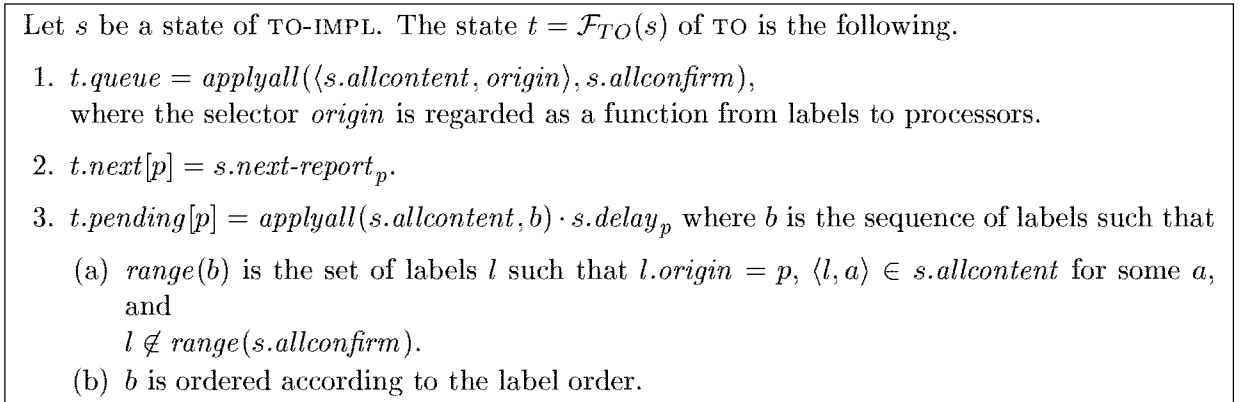 Let s be a state of TO-IMPL. The state t = 𝓕_TO(s) of TO is the following.
1. t.queue = applyall(⟨s.allcontent, origin⟩, s.allconfirm),
where the selector origin is regarded as a function from labels to processors.
2. t.next[p] = s.next-report_p.
3. t.pending[p] = applyall(s.allcontent, b) · s.delay_p where b is the sequence of labels such that
(a) range(b) is the set of labels l such that l.origin = p, ⟨l, a⟩ ∈ s.allcontent for some a,
and
l ∉ range(s.allconfirm).
(b) b is ordered according to the label order.